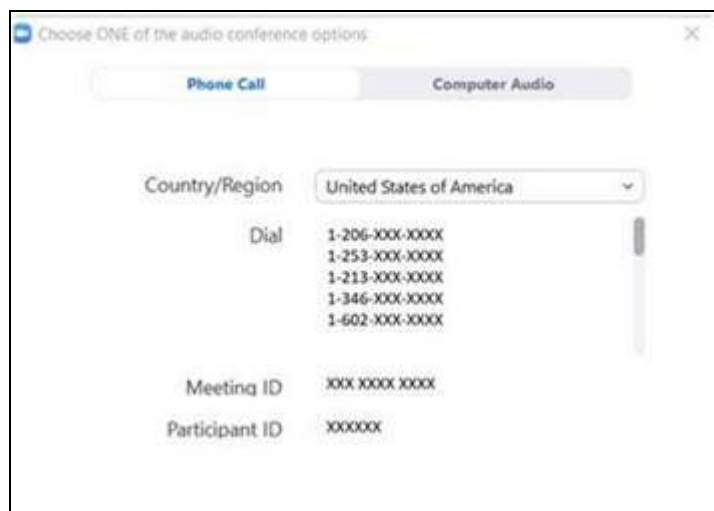 Choose ONE of the audio conference options
Phone Call Computer Audio
Country/Region United States of America
Dial 1-206-XXX-XXXX
1-253-XXX-XXXX
1-213-XXX-XXXX
1-346-XXX-XXXX
1-602-XXX-XXXX
Meeting ID XXX XXXX XXXX
Participant ID XXXXXX